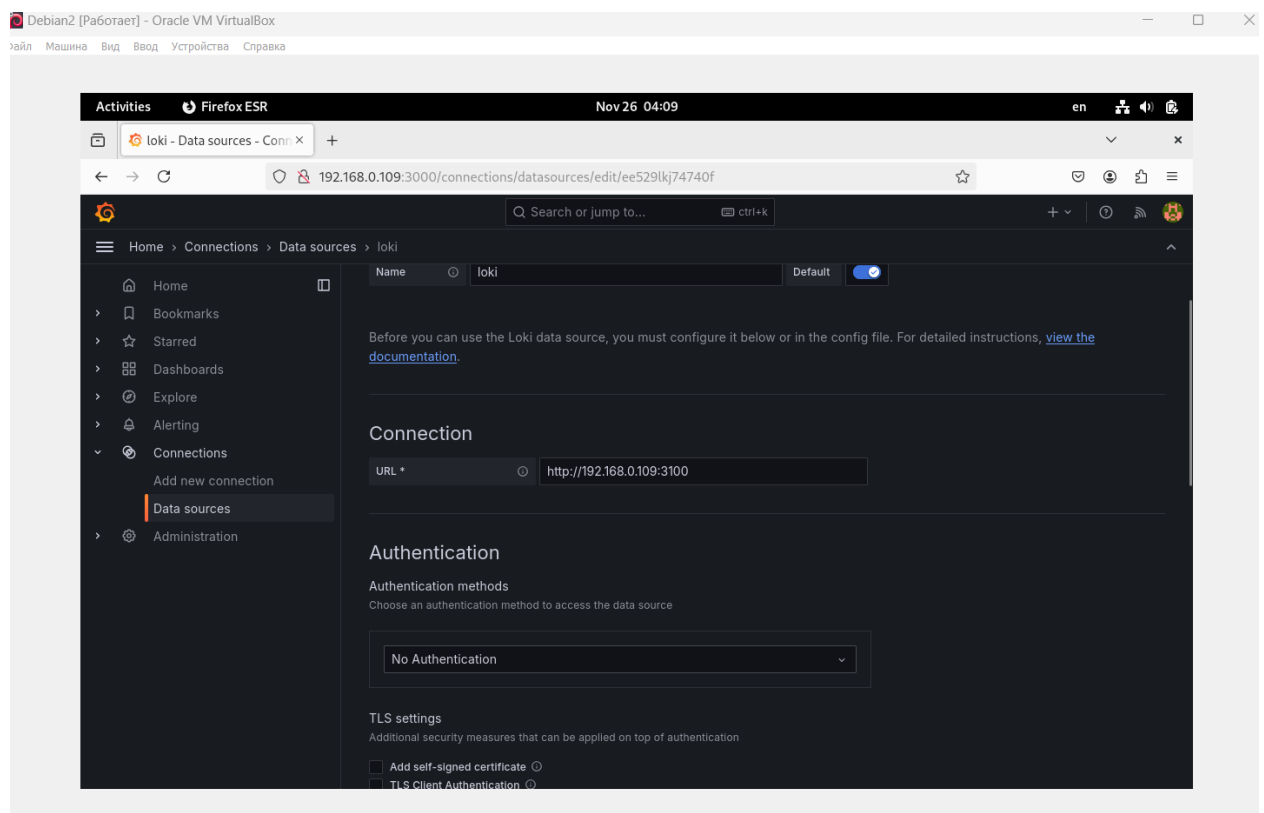 Debian2 [Работает] - Oracle VM VirtualBox
Машина Вид Ввод Устройства Справка
Activities Firefox ESR Nov 26 04:09 en
loki - Data sources - Conn
192.168.0.109:3000/connections/datasources/edit/ee529lkj74740f
Search or jump to... ctrl+k
Home › Connections › Data sources › loki
Name loki Default
Home
Bookmarks
Starred
Dashboards
Explore
Alerting
Connections
Add new connection
Data sources
Administration
Before you can use the Loki data source, you must configure it below or in the config file. For detailed instructions, view the
documentation.
Connection
URL * http://192.168.0.109:3100
Authentication
Authentication methods
Choose an authentication method to access the data source
No Authentication
TLS settings
Additional security measures that can be applied on top of authentication
Add self-signed certificate
TLS Client Authentication